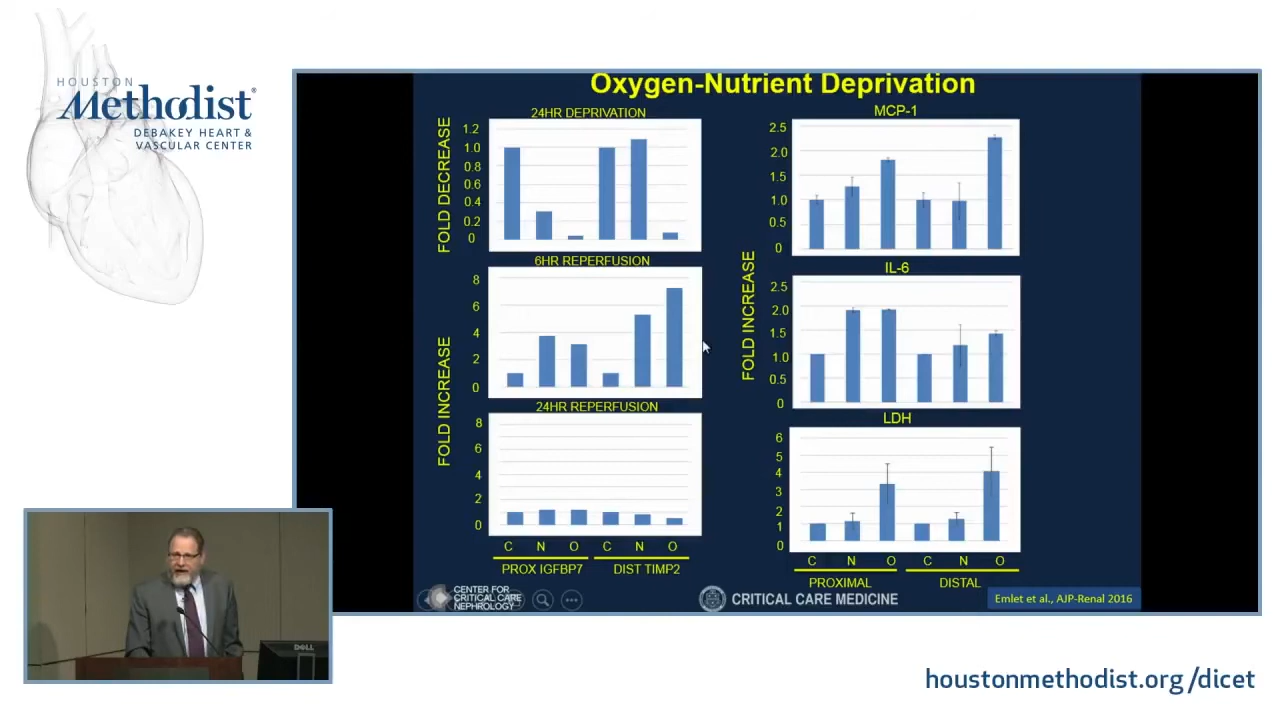 HOUSTON
Methodist®
DEBAKEY HEART &
VASCULAR CENTER
Oxygen-Nutrient Deprivation
24HR DEPRIVATION
FOLD DECREASE
1.2
1.0
0.8
0.6
0.4
0.2
0
6HR REPERFUSION
8
6
4
2
0
FOLD INCREASE
24HR REPERFUSION
8
6
4
2
0
C N O C N O
PROX IGFBP7 DIST TIMP2
MCP-1
2.5
2.0
1.5
1.0
0.5
0
IL-6
FOLD INCREASE
2.5
2.0
1.5
1.0
0.5
0
LDH
6
5
4
3
2
1
0
C N O C N O
PROXIMAL DISTAL
CENTER FOR
CRITICAL CARE
NEPHROLOGY
CRITICAL CARE MEDICINE
Emlet et al., AJP-Renal 2016
DELL
houstonmethodist.org/dicet